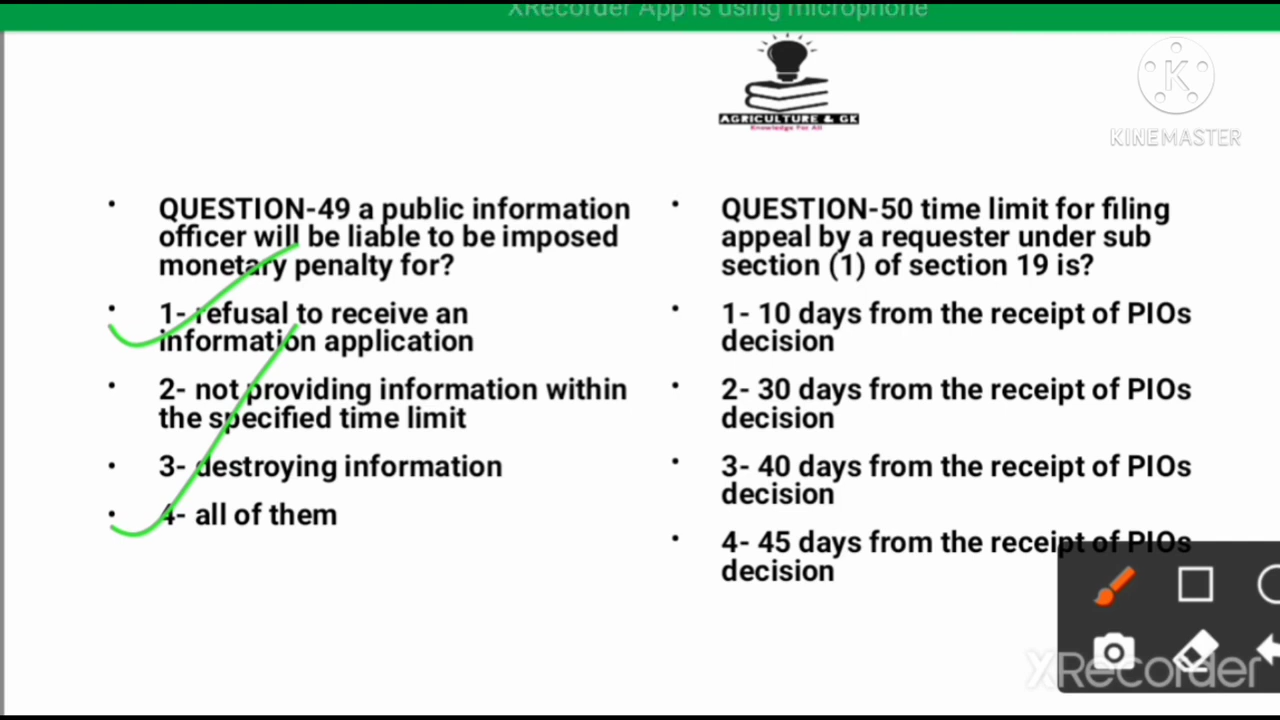 XRecorder App is using microphone
K
KINEMASTER
AGRICULTURE & GK
Knowledge For All
• QUESTION-49 a public information
officer will be liable to be imposed
monetary penalty for?
• 1- refusal to receive an
information application
• 2- not providing information within
the specified time limit
• 3- destroying information
• 4- all of them
• QUESTION-50 time limit for filing
appeal by a requester under sub
section (1) of section 19 is?
• 1- 10 days from the receipt of PIOs
decision
• 2- 30 days from the receipt of PIOs
decision
• 3- 40 days from the receipt of PIOs
decision
• 4- 45 days from the receipt of PIOs
decision
XRecorder